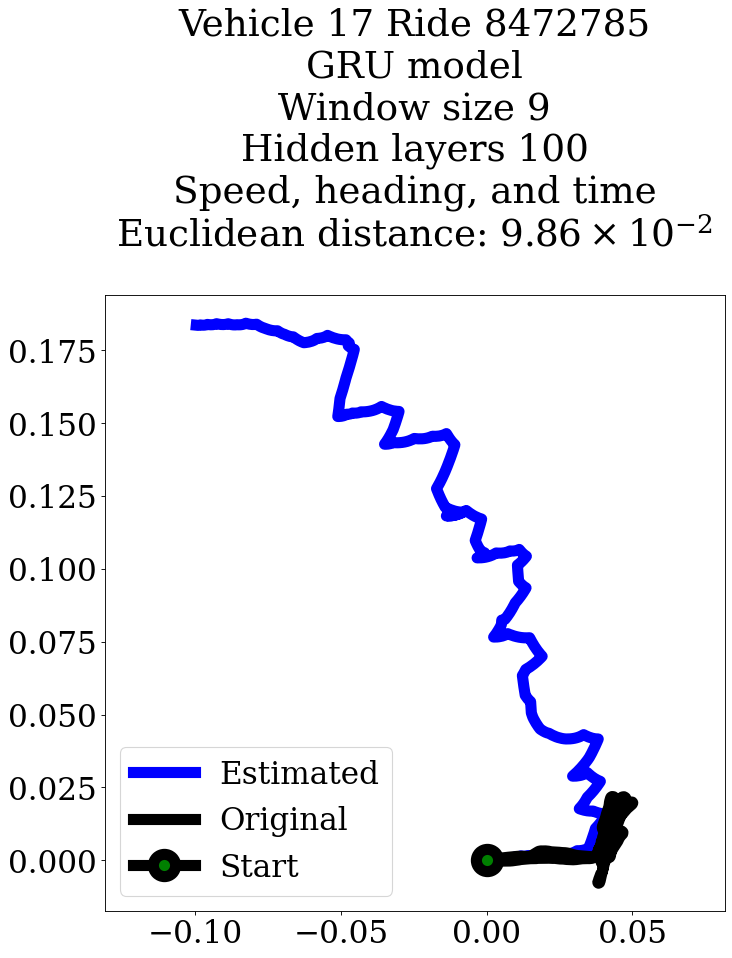 Vehicle 17 Ride 8472785
GRU model
Window size 9
Hidden layers 100
Speed, heading, and time
Euclidean distance: 9.86 × 10⁻²
0.175
0.150
0.125
0.100
0.075
0.050
0.025
0.000
Estimated
Original
Start
−0.10 −0.05 0.00 0.05